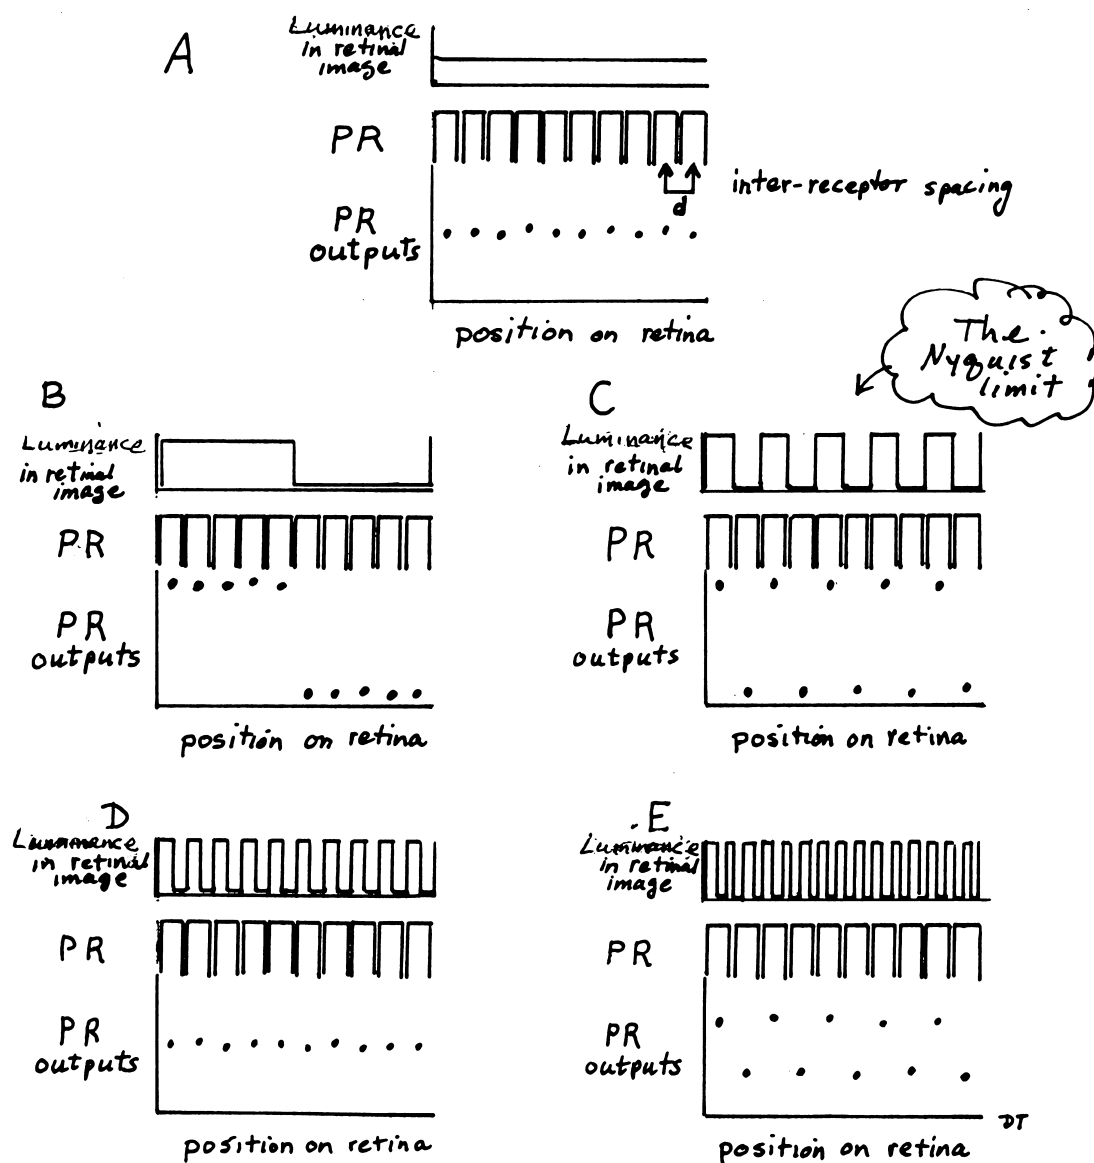 A
Luminance
in retinal
image
PR
inter-receptor spacing
d
PR
outputs
position on retina
The
Nyquist
limit
B
Luminance
in retinal
image
PR
PR
outputs
position on retina
C
Luminance
in retinal
image
PR
PR
outputs
position on retina
D
Luminance
in retinal
image
PR
PR
outputs
position on retina
E
Luminance
in retinal
image
PR
PR
outputs
position on retina
DT